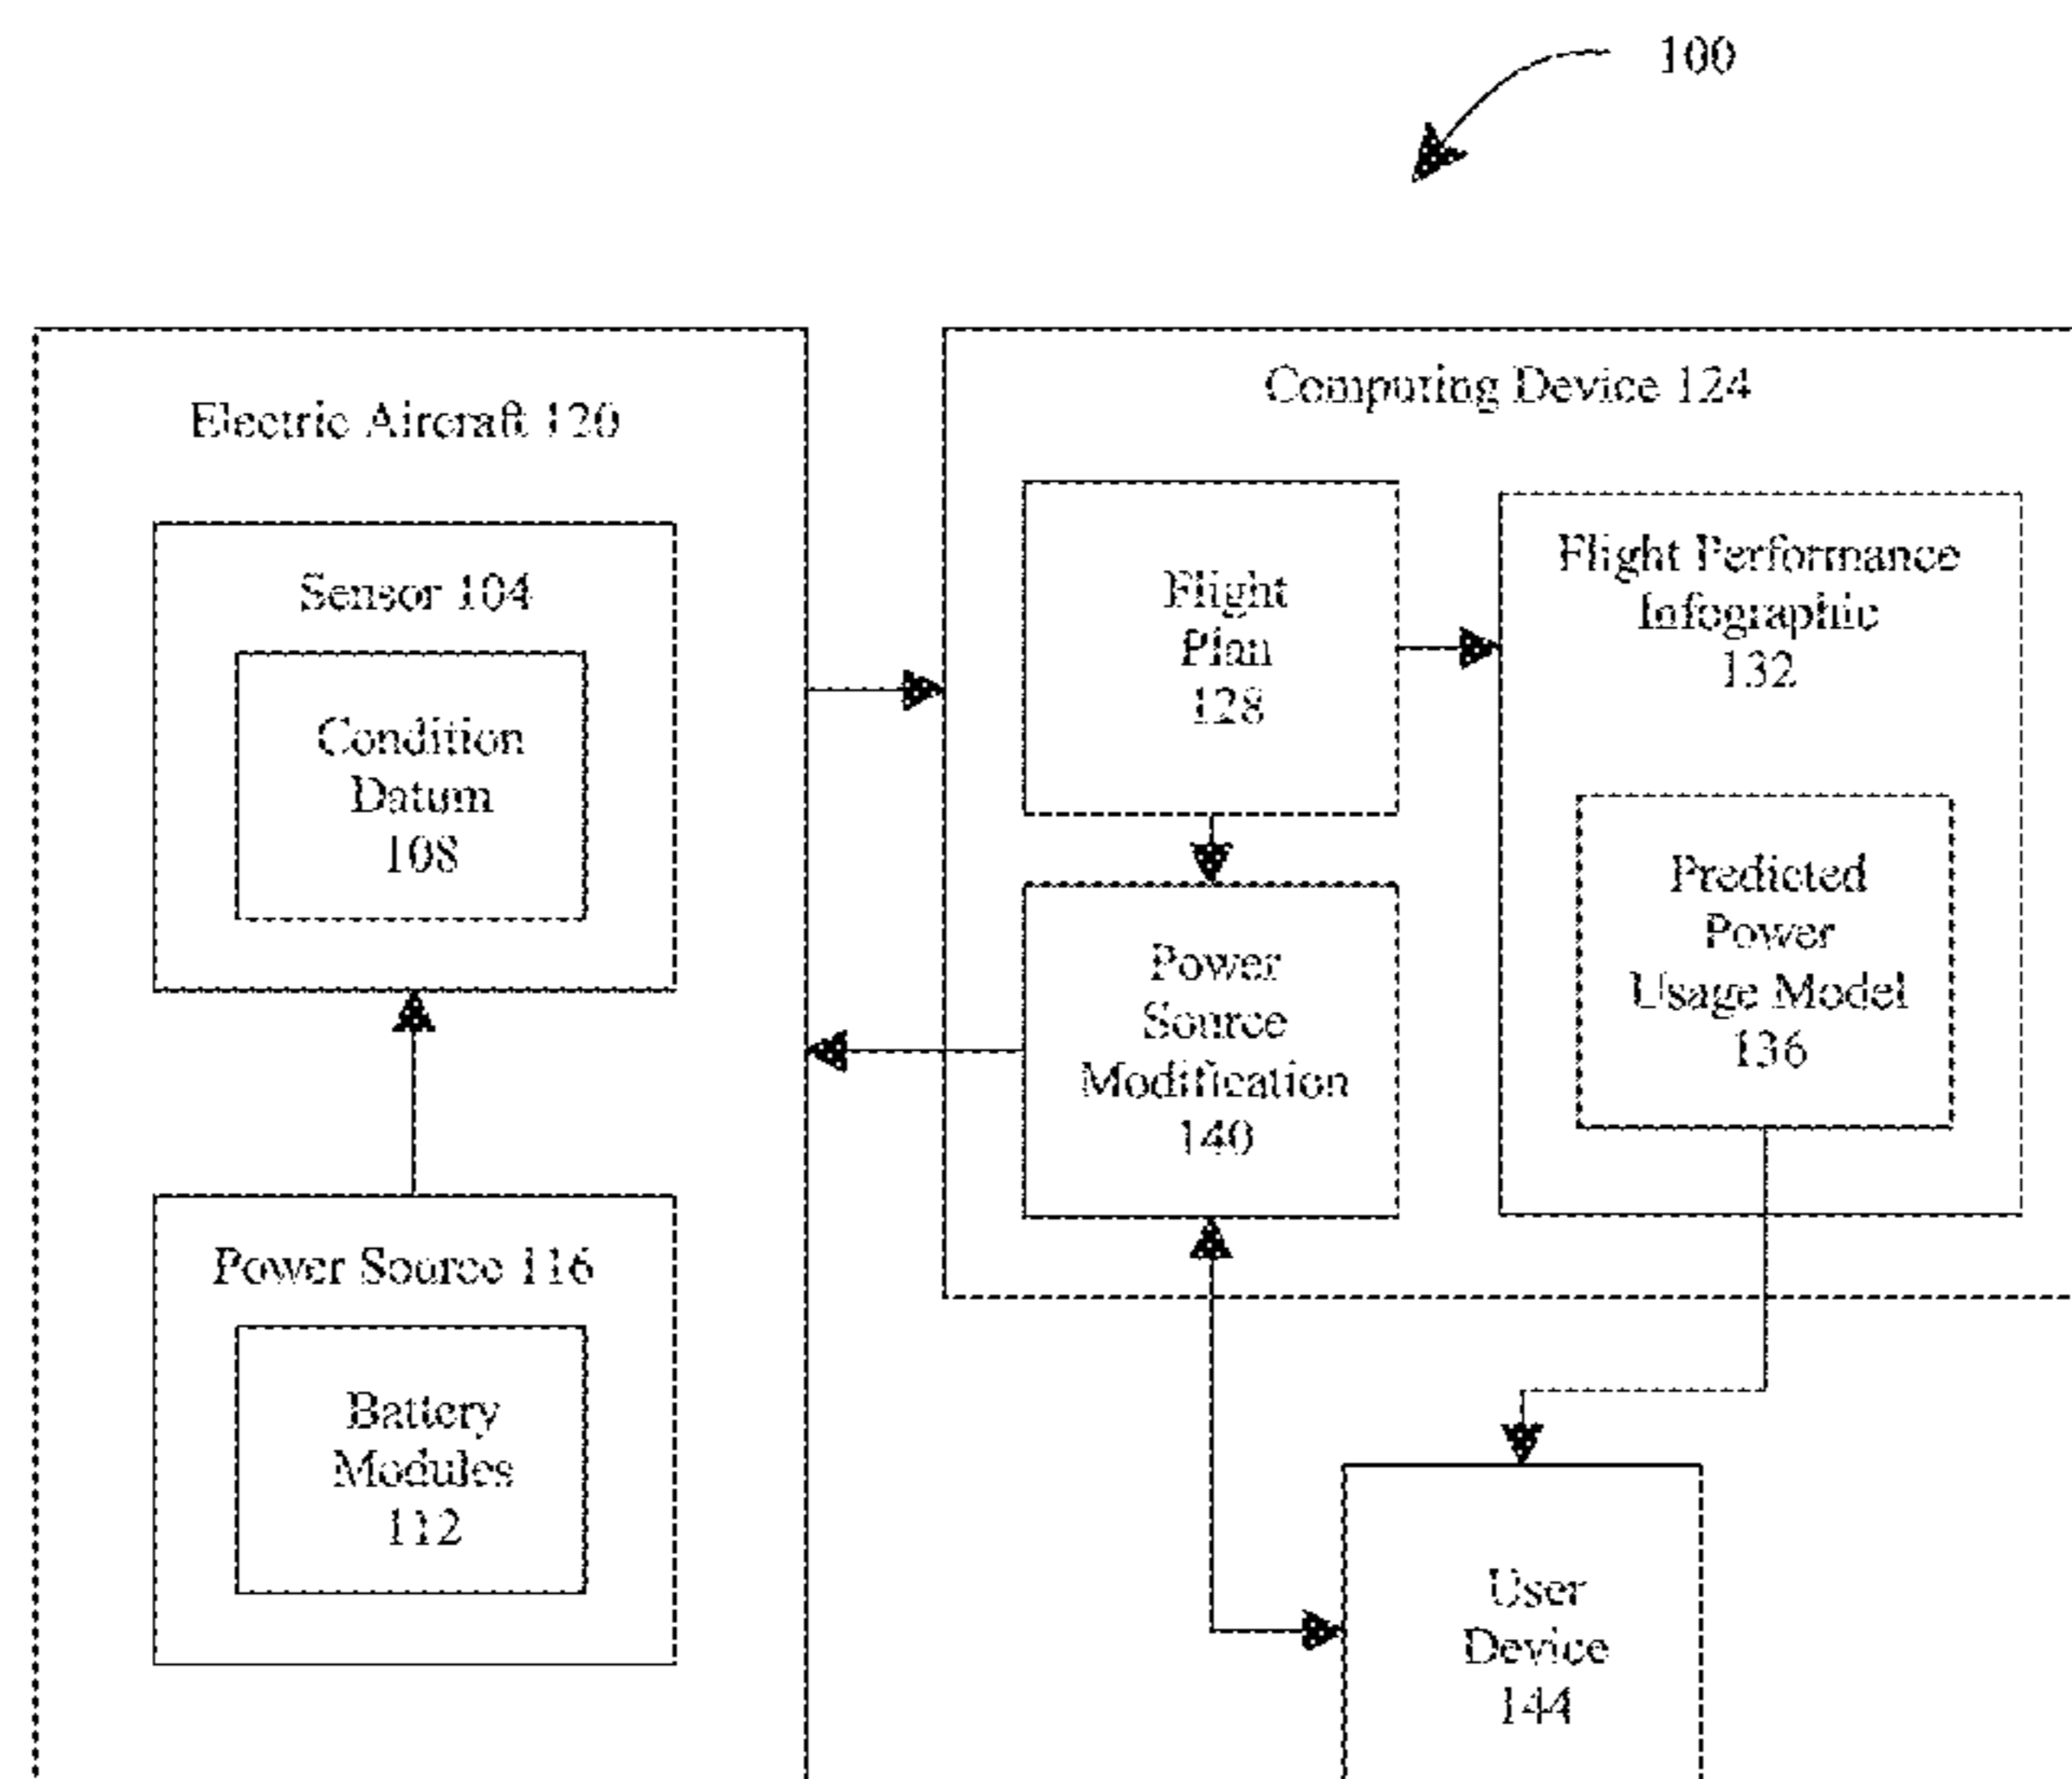 100
Electric Aircraft 120
Sensor 104
Condition
Datum
108
Power Source 116
Battery
Modules
112
Computing Device 124
Flight
Plan
128
Flight Performance
Infographic
132
Predicted
Power
Usage Model
136
Power
Source
Modification
140
User
Device
144